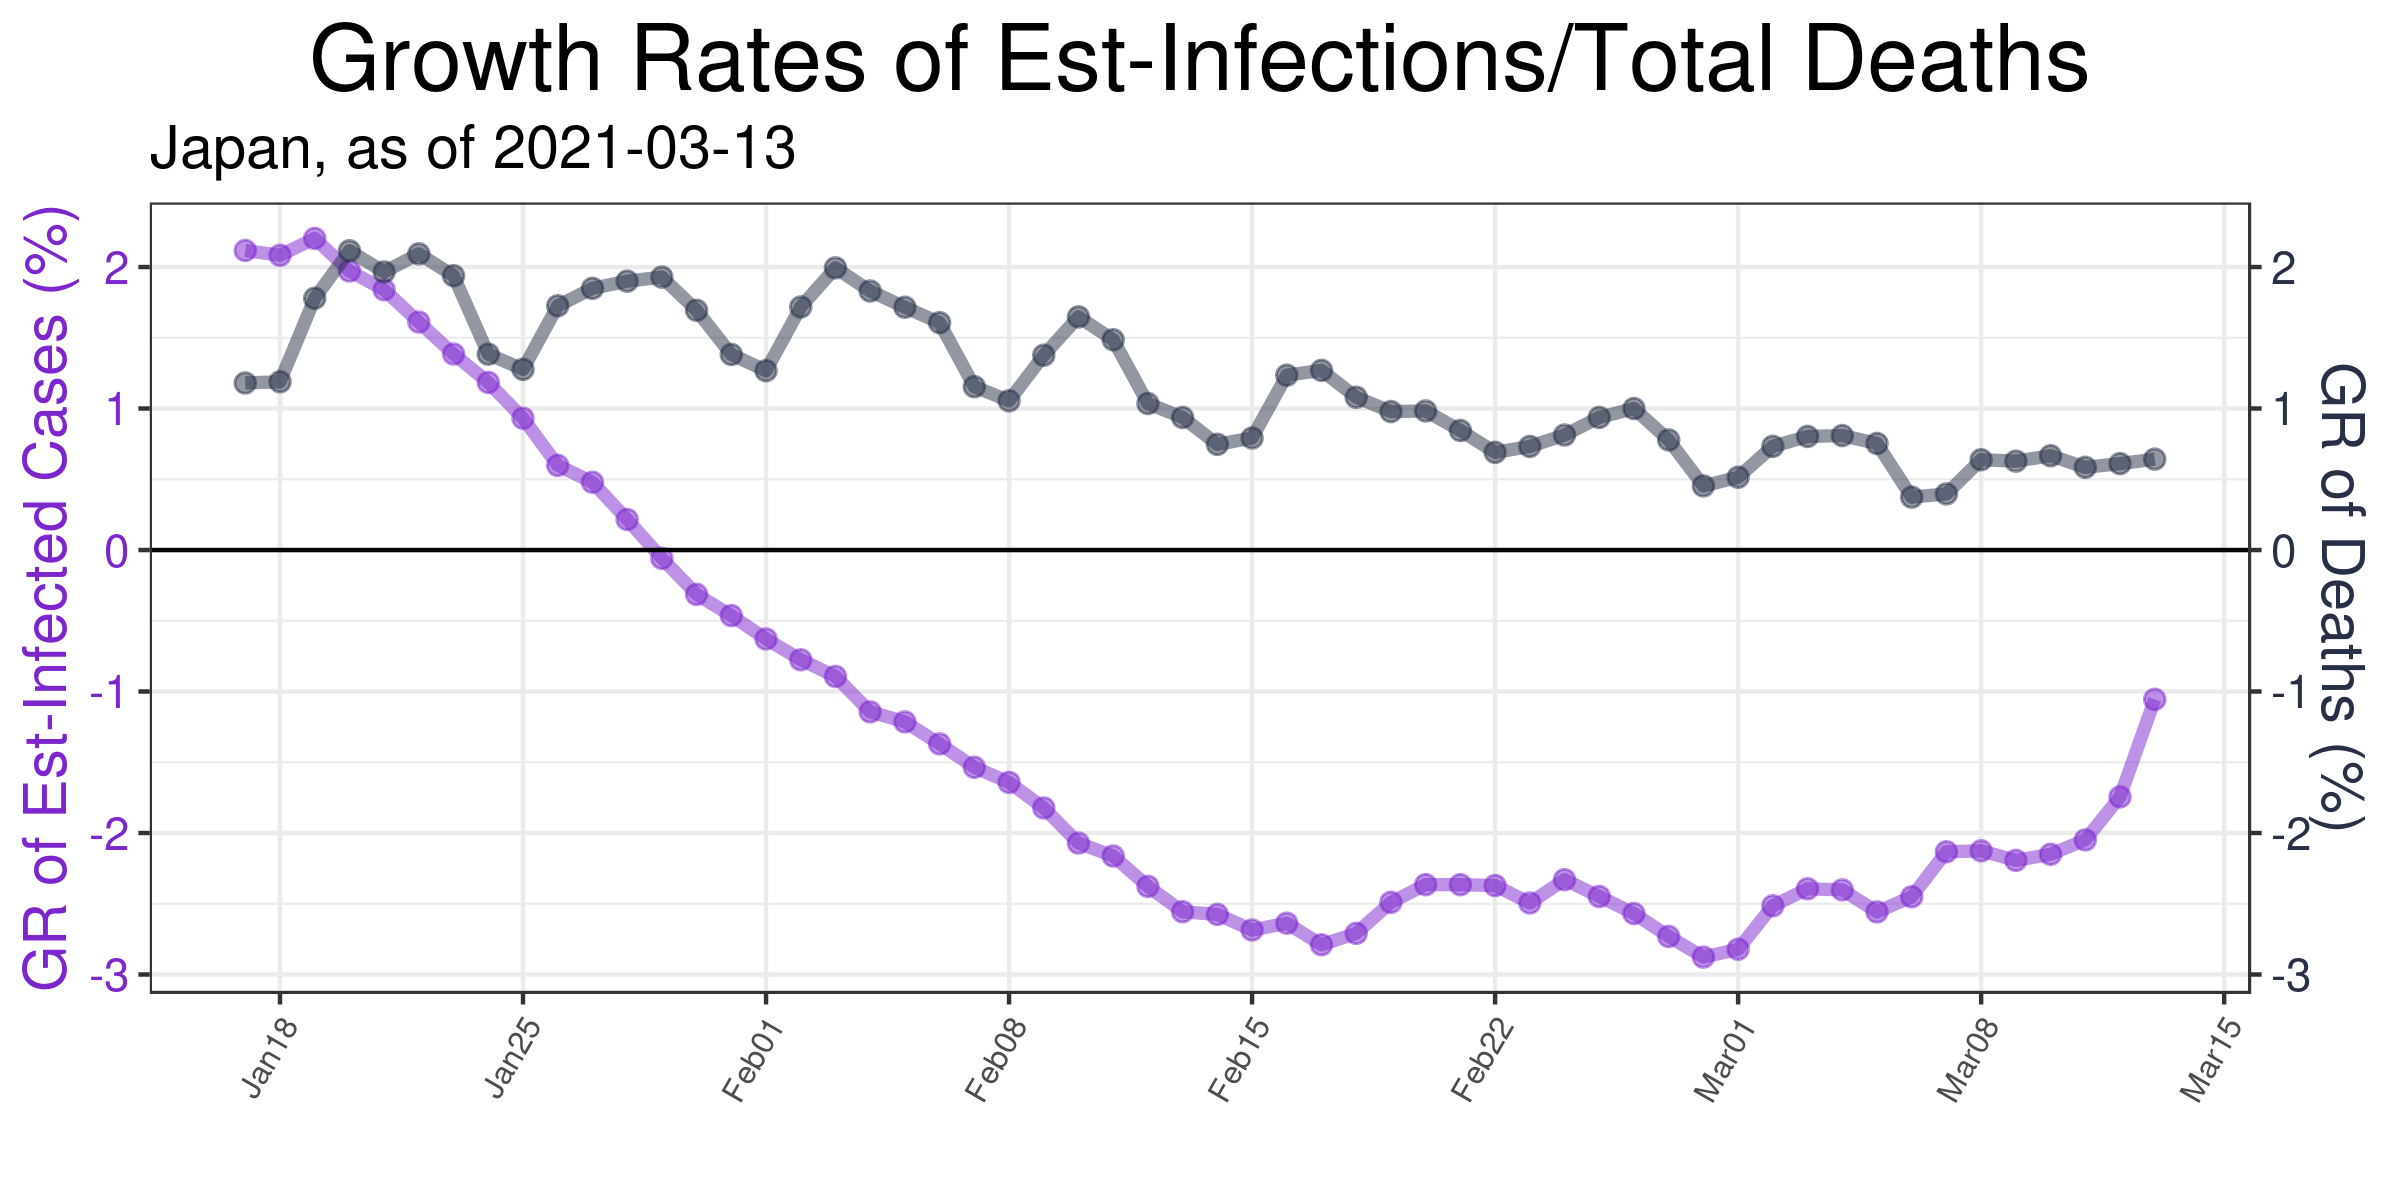 Growth Rates of Est-Infections/Total Deaths
Japan, as of 2021-03-13
GR of Est-Infected Cases (%)
2
1
0
-1
-2
-3
2
1
0
-1
-2
-3
GR of Deaths (%)
Jan18
Jan25
Feb01
Feb08
Feb15
Feb22
Mar01
Mar08
Mar15